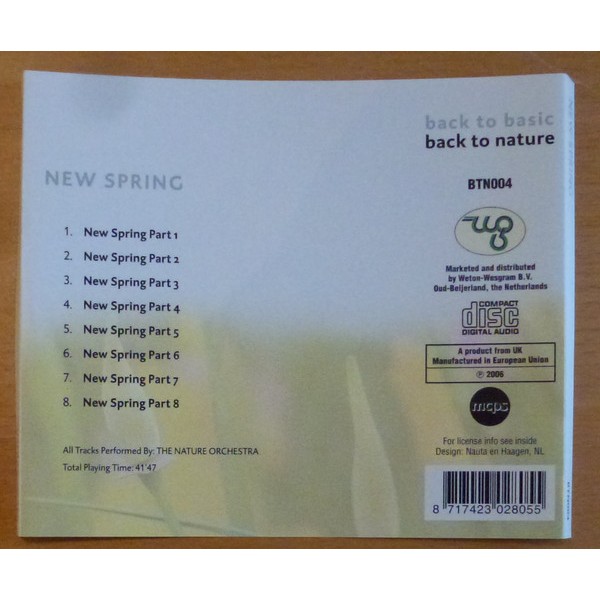 back to basic
back to nature
NEW SPRING
BTN004
wg
Marketed and distributed
by Weton-Wesgram B.V.
Oud-Beijerland, the Netherlands
1. New Spring Part 1
2. New Spring Part 2
3. New Spring Part 3
4. New Spring Part 4
5. New Spring Part 5
6. New Spring Part 6
7. New Spring Part 7
8. New Spring Part 8
COMPACT
disc
DIGITAL AUDIO
A product from UK
Manufactured in European Union
℗ 2006
mcps
For license info see inside
Design: Nauta en Haagen, NL
All Tracks Performed By: THE NATURE ORCHESTRA
Total Playing Time: 41'47
8 717423 028055